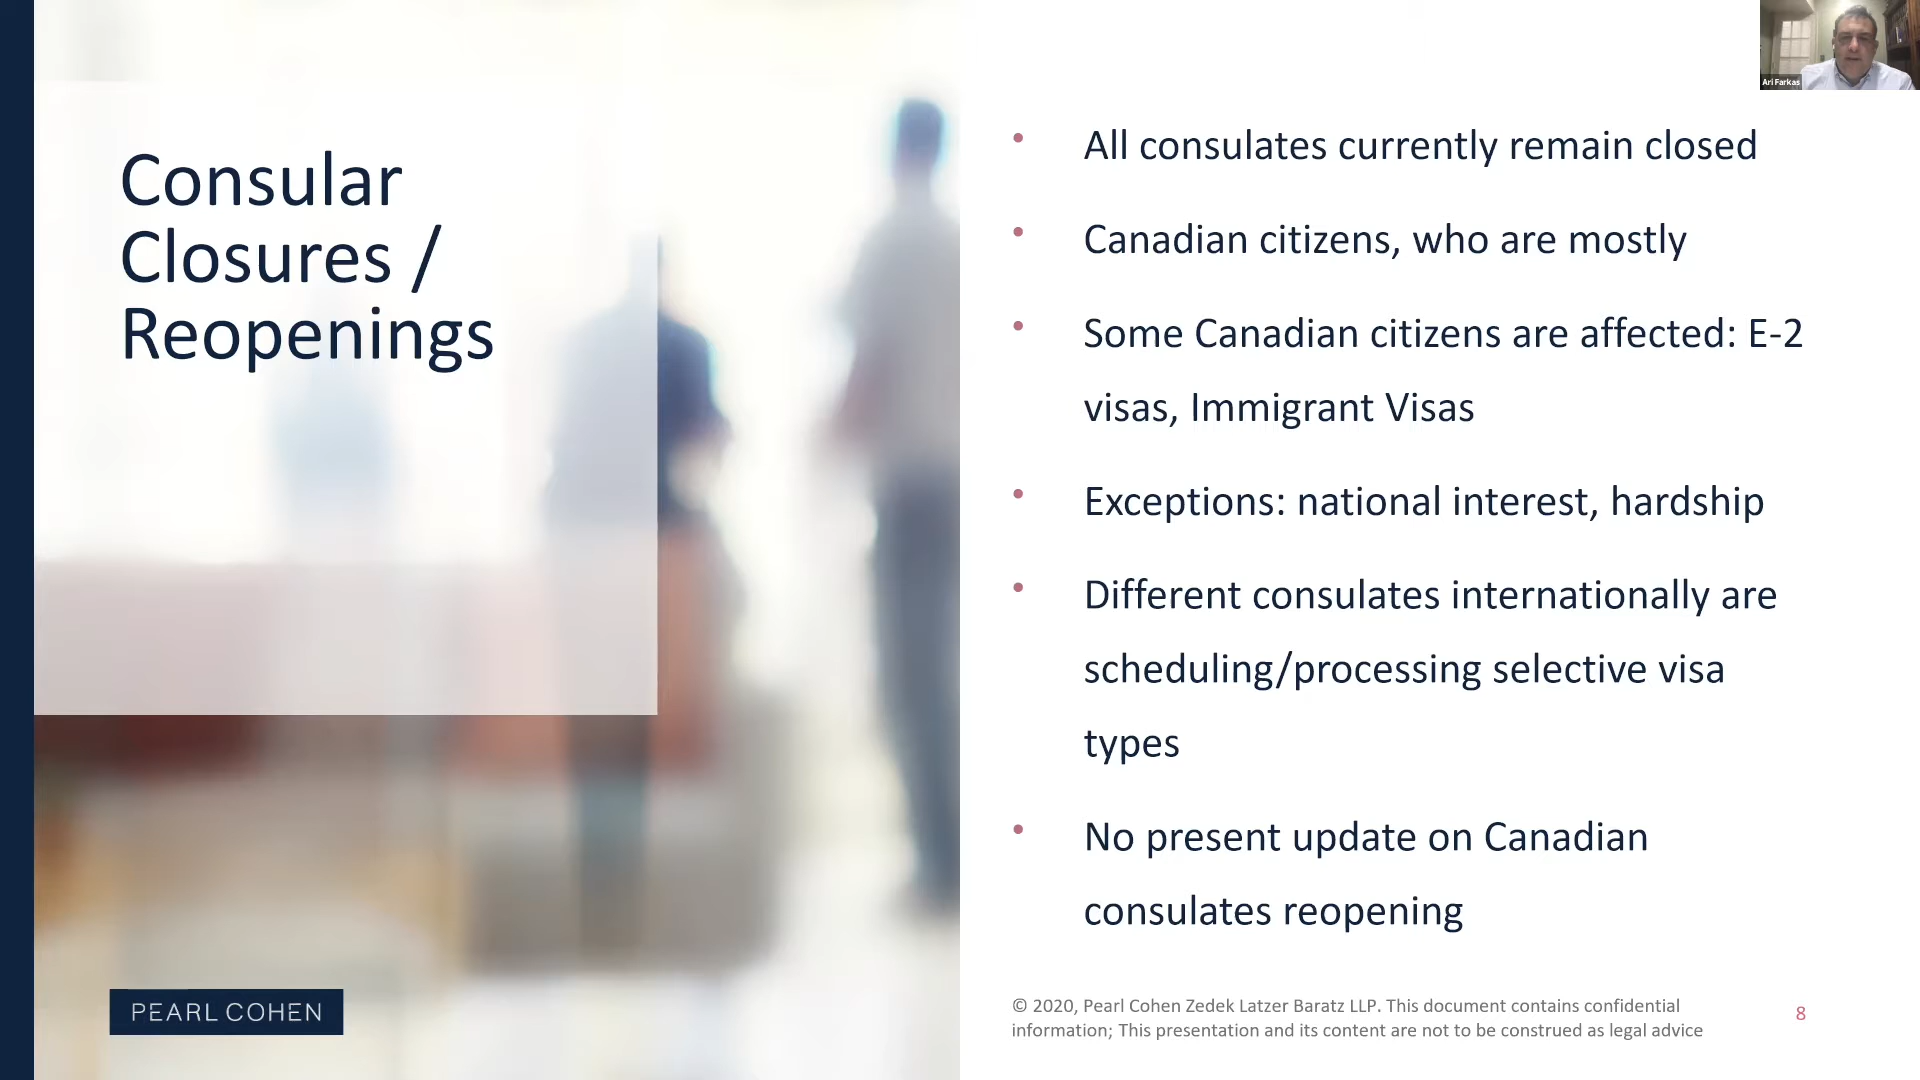 Ari Farkas
Consular
Closures /
Reopenings
• All consulates currently remain closed
• Canadian citizens, who are mostly
• Some Canadian citizens are affected: E-2
visas, Immigrant Visas
• Exceptions: national interest, hardship
• Different consulates internationally are
scheduling/processing selective visa
types
• No present update on Canadian
consulates reopening
PEARL COHEN
© 2020, Pearl Cohen Zedek Latzer Baratz LLP. This document contains confidential
information; This presentation and its content are not to be construed as legal advice
8